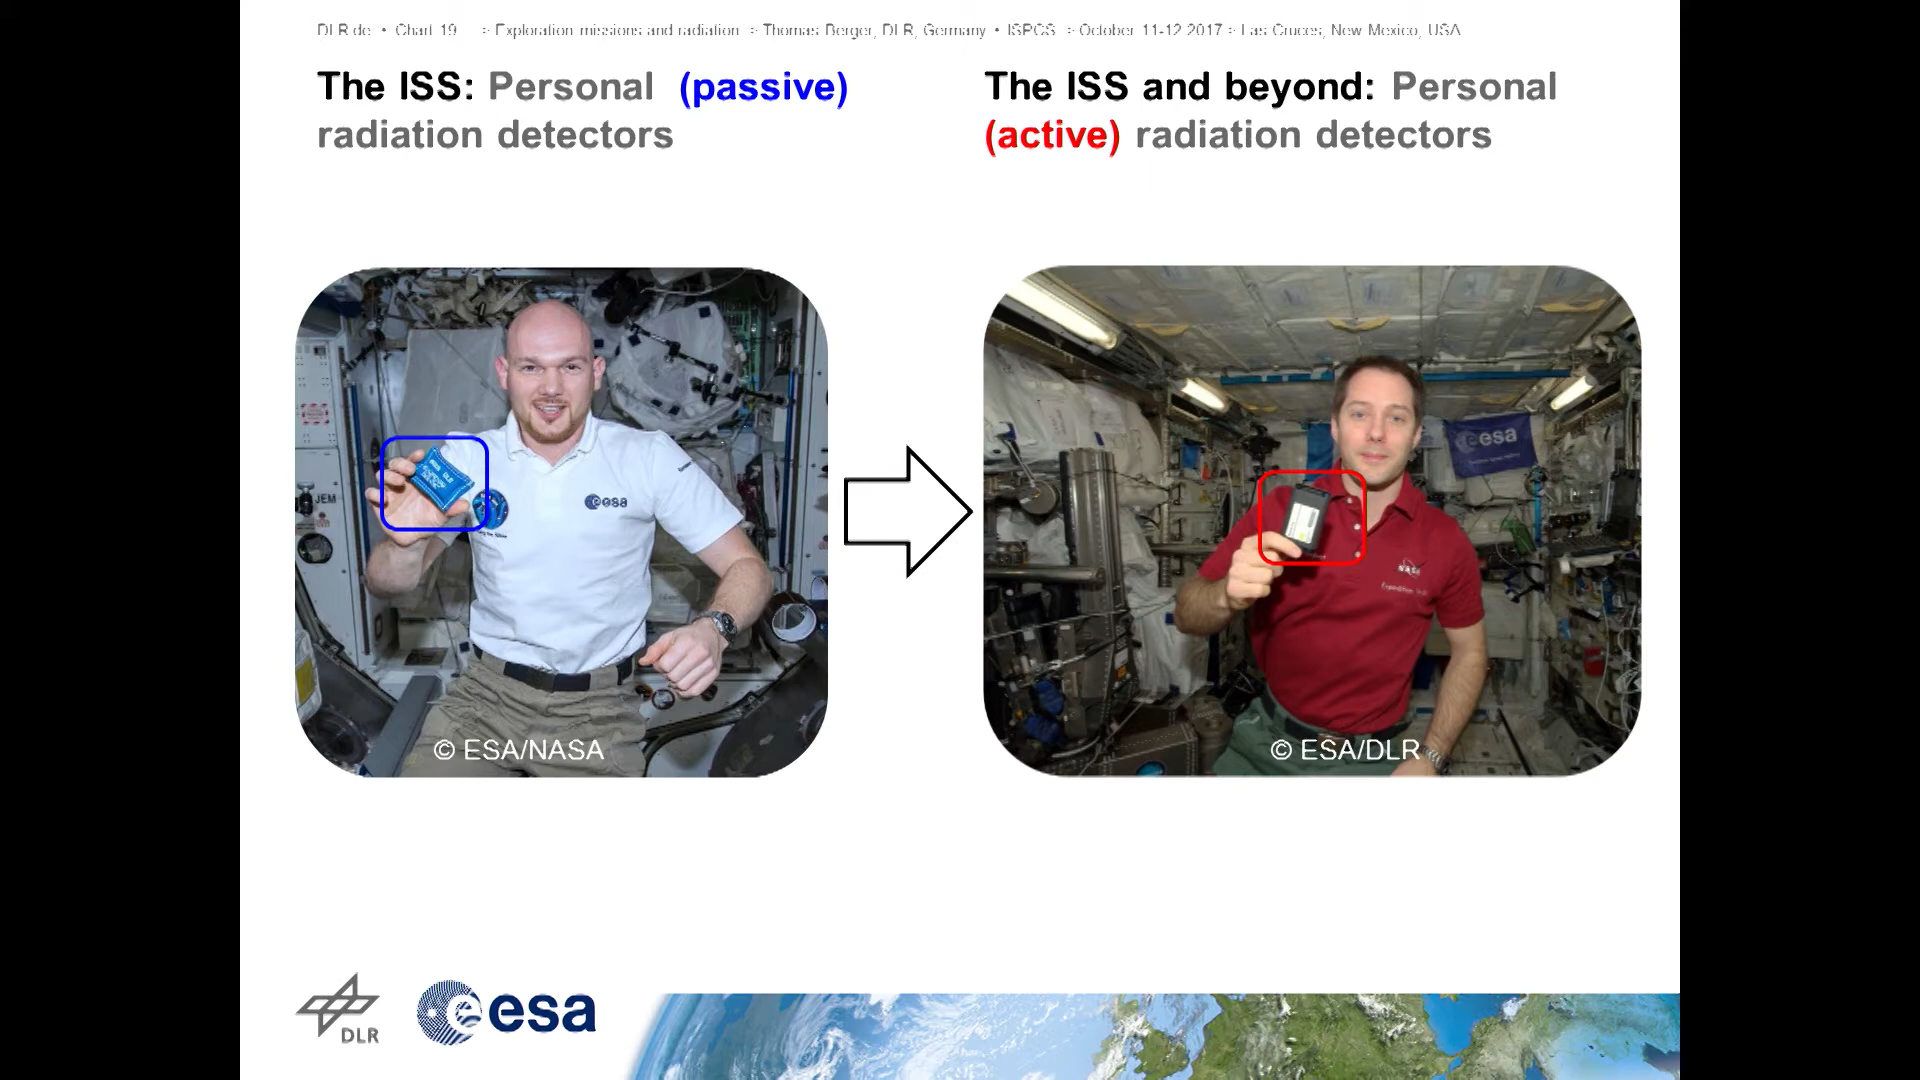 DLR.de • Chart 19 > Exploration missions and radiation > Thomas Berger, DLR, Germany • ISPCS > October 11-12 2017 > Las Cruces, New Mexico, USA
The ISS: Personal (passive)
radiation detectors
The ISS and beyond: Personal
(active) radiation detectors
JEM
esa
© ESA/NASA
esa
NASA
© ESA/DLR
DLR
esa